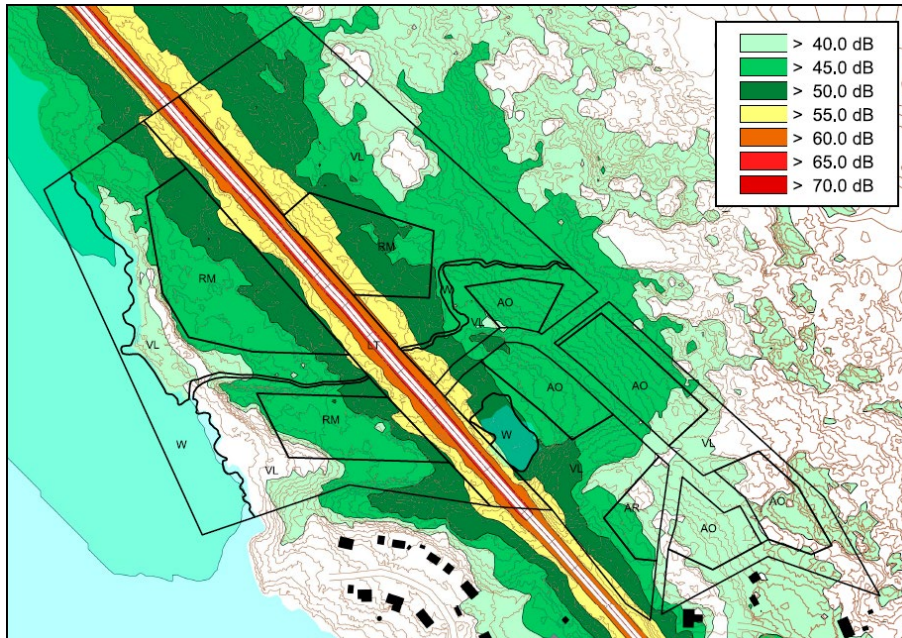 > 40.0 dB
> 45.0 dB
> 50.0 dB
> 55.0 dB
> 60.0 dB
> 65.0 dB
> 70.0 dB
VL
RM
RM
W
AO
VL
LT
VL
AO
AO
RM
W
W
VL
VL
VL
AO
AR
AO